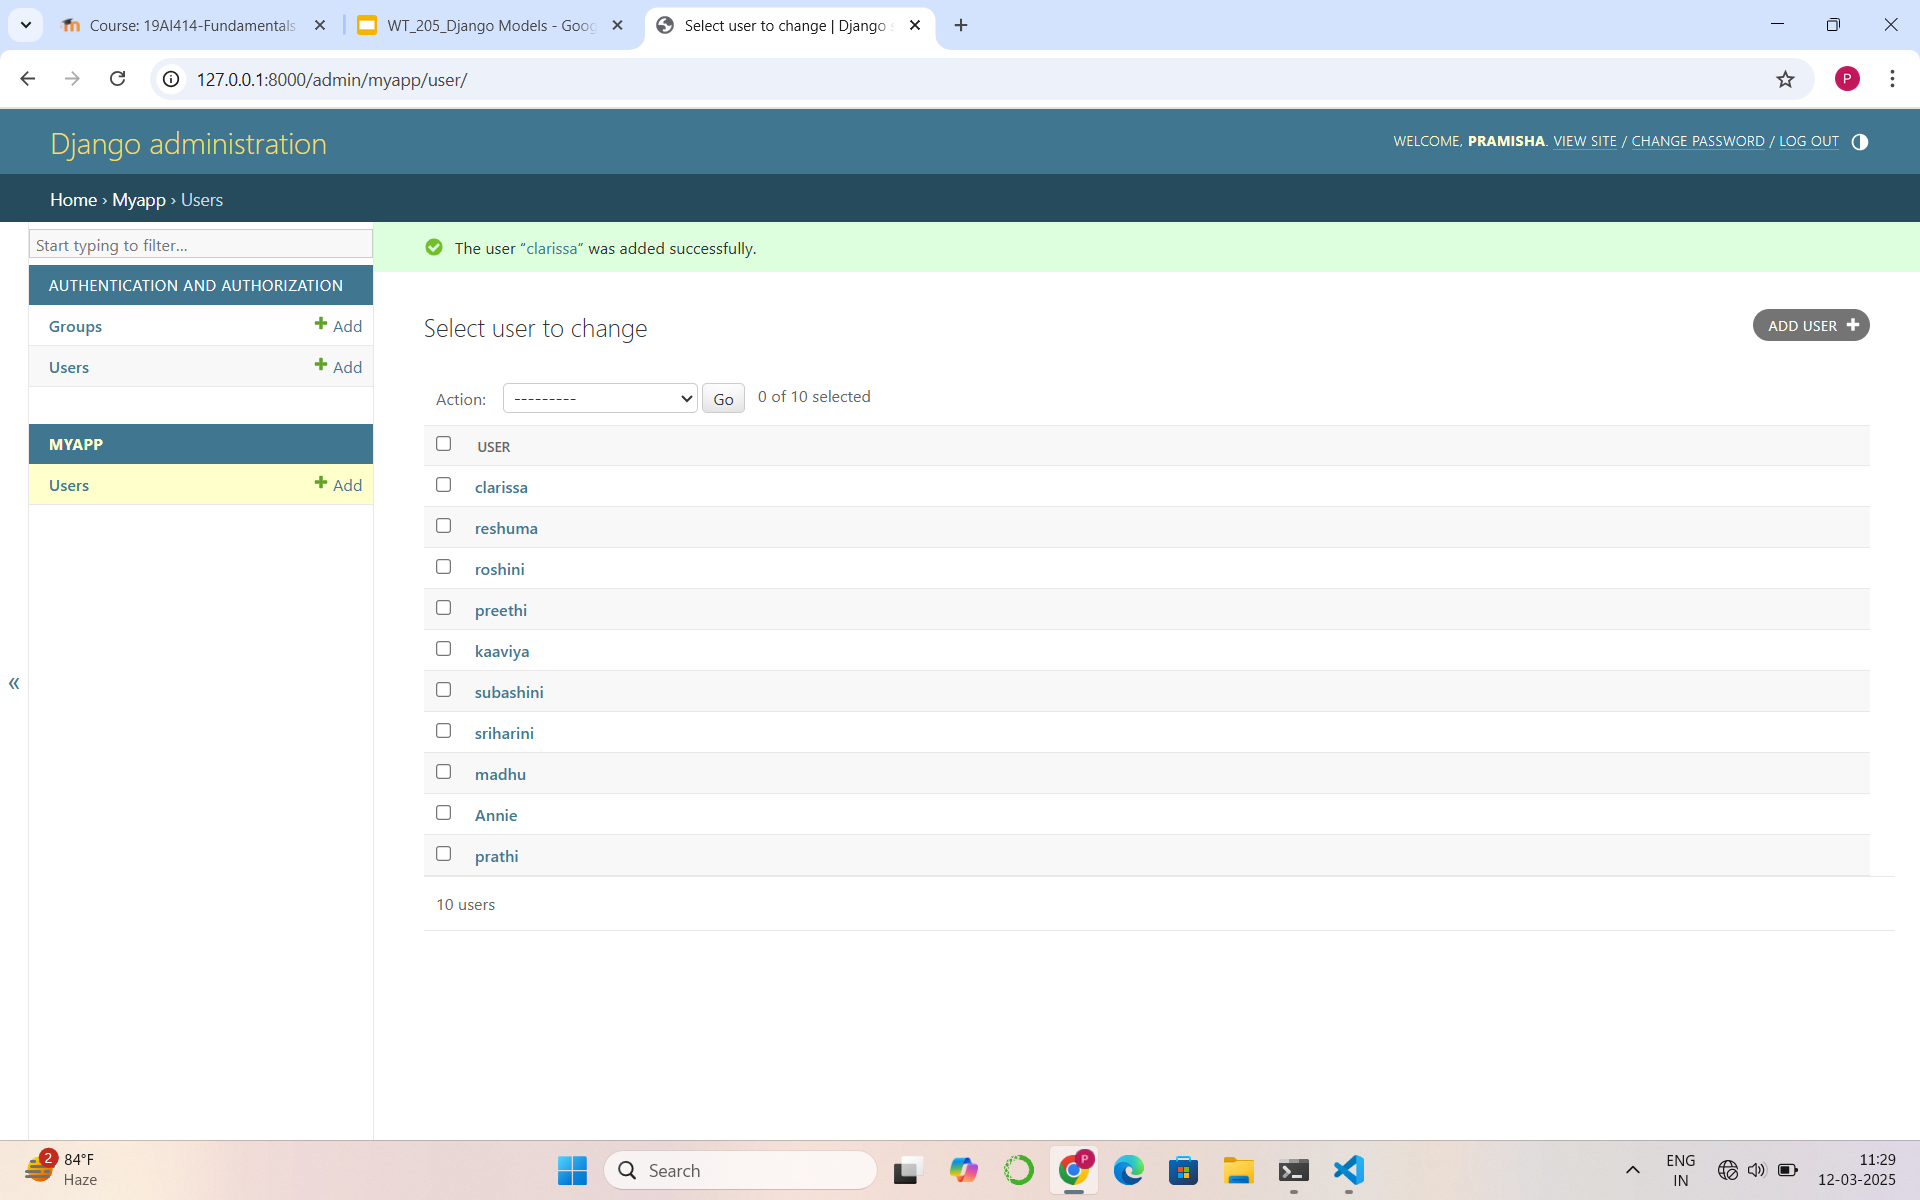 Course: 19AI414-Fundamentals
WT_205_Django Models - Goog
Select user to change | Django s
127.0.0.1:8000/admin/myapp/user/
P
Django administration
WELCOME, PRAMISHA. VIEW SITE / CHANGE PASSWORD / LOG OUT
Home › Myapp › Users
Start typing to filter...
AUTHENTICATION AND AUTHORIZATION
Groups + Add
Users + Add
MYAPP
Users + Add
«
The user “clarissa” was added successfully.
Select user to change
ADD USER +
Action: --------- Go 0 of 10 selected
USER
clarissa
reshuma
roshini
preethi
kaaviya
subashini
sriharini
madhu
Annie
prathi
10 users
2
84°F
Haze
Search
P
ENG
IN
11:29
12-03-2025